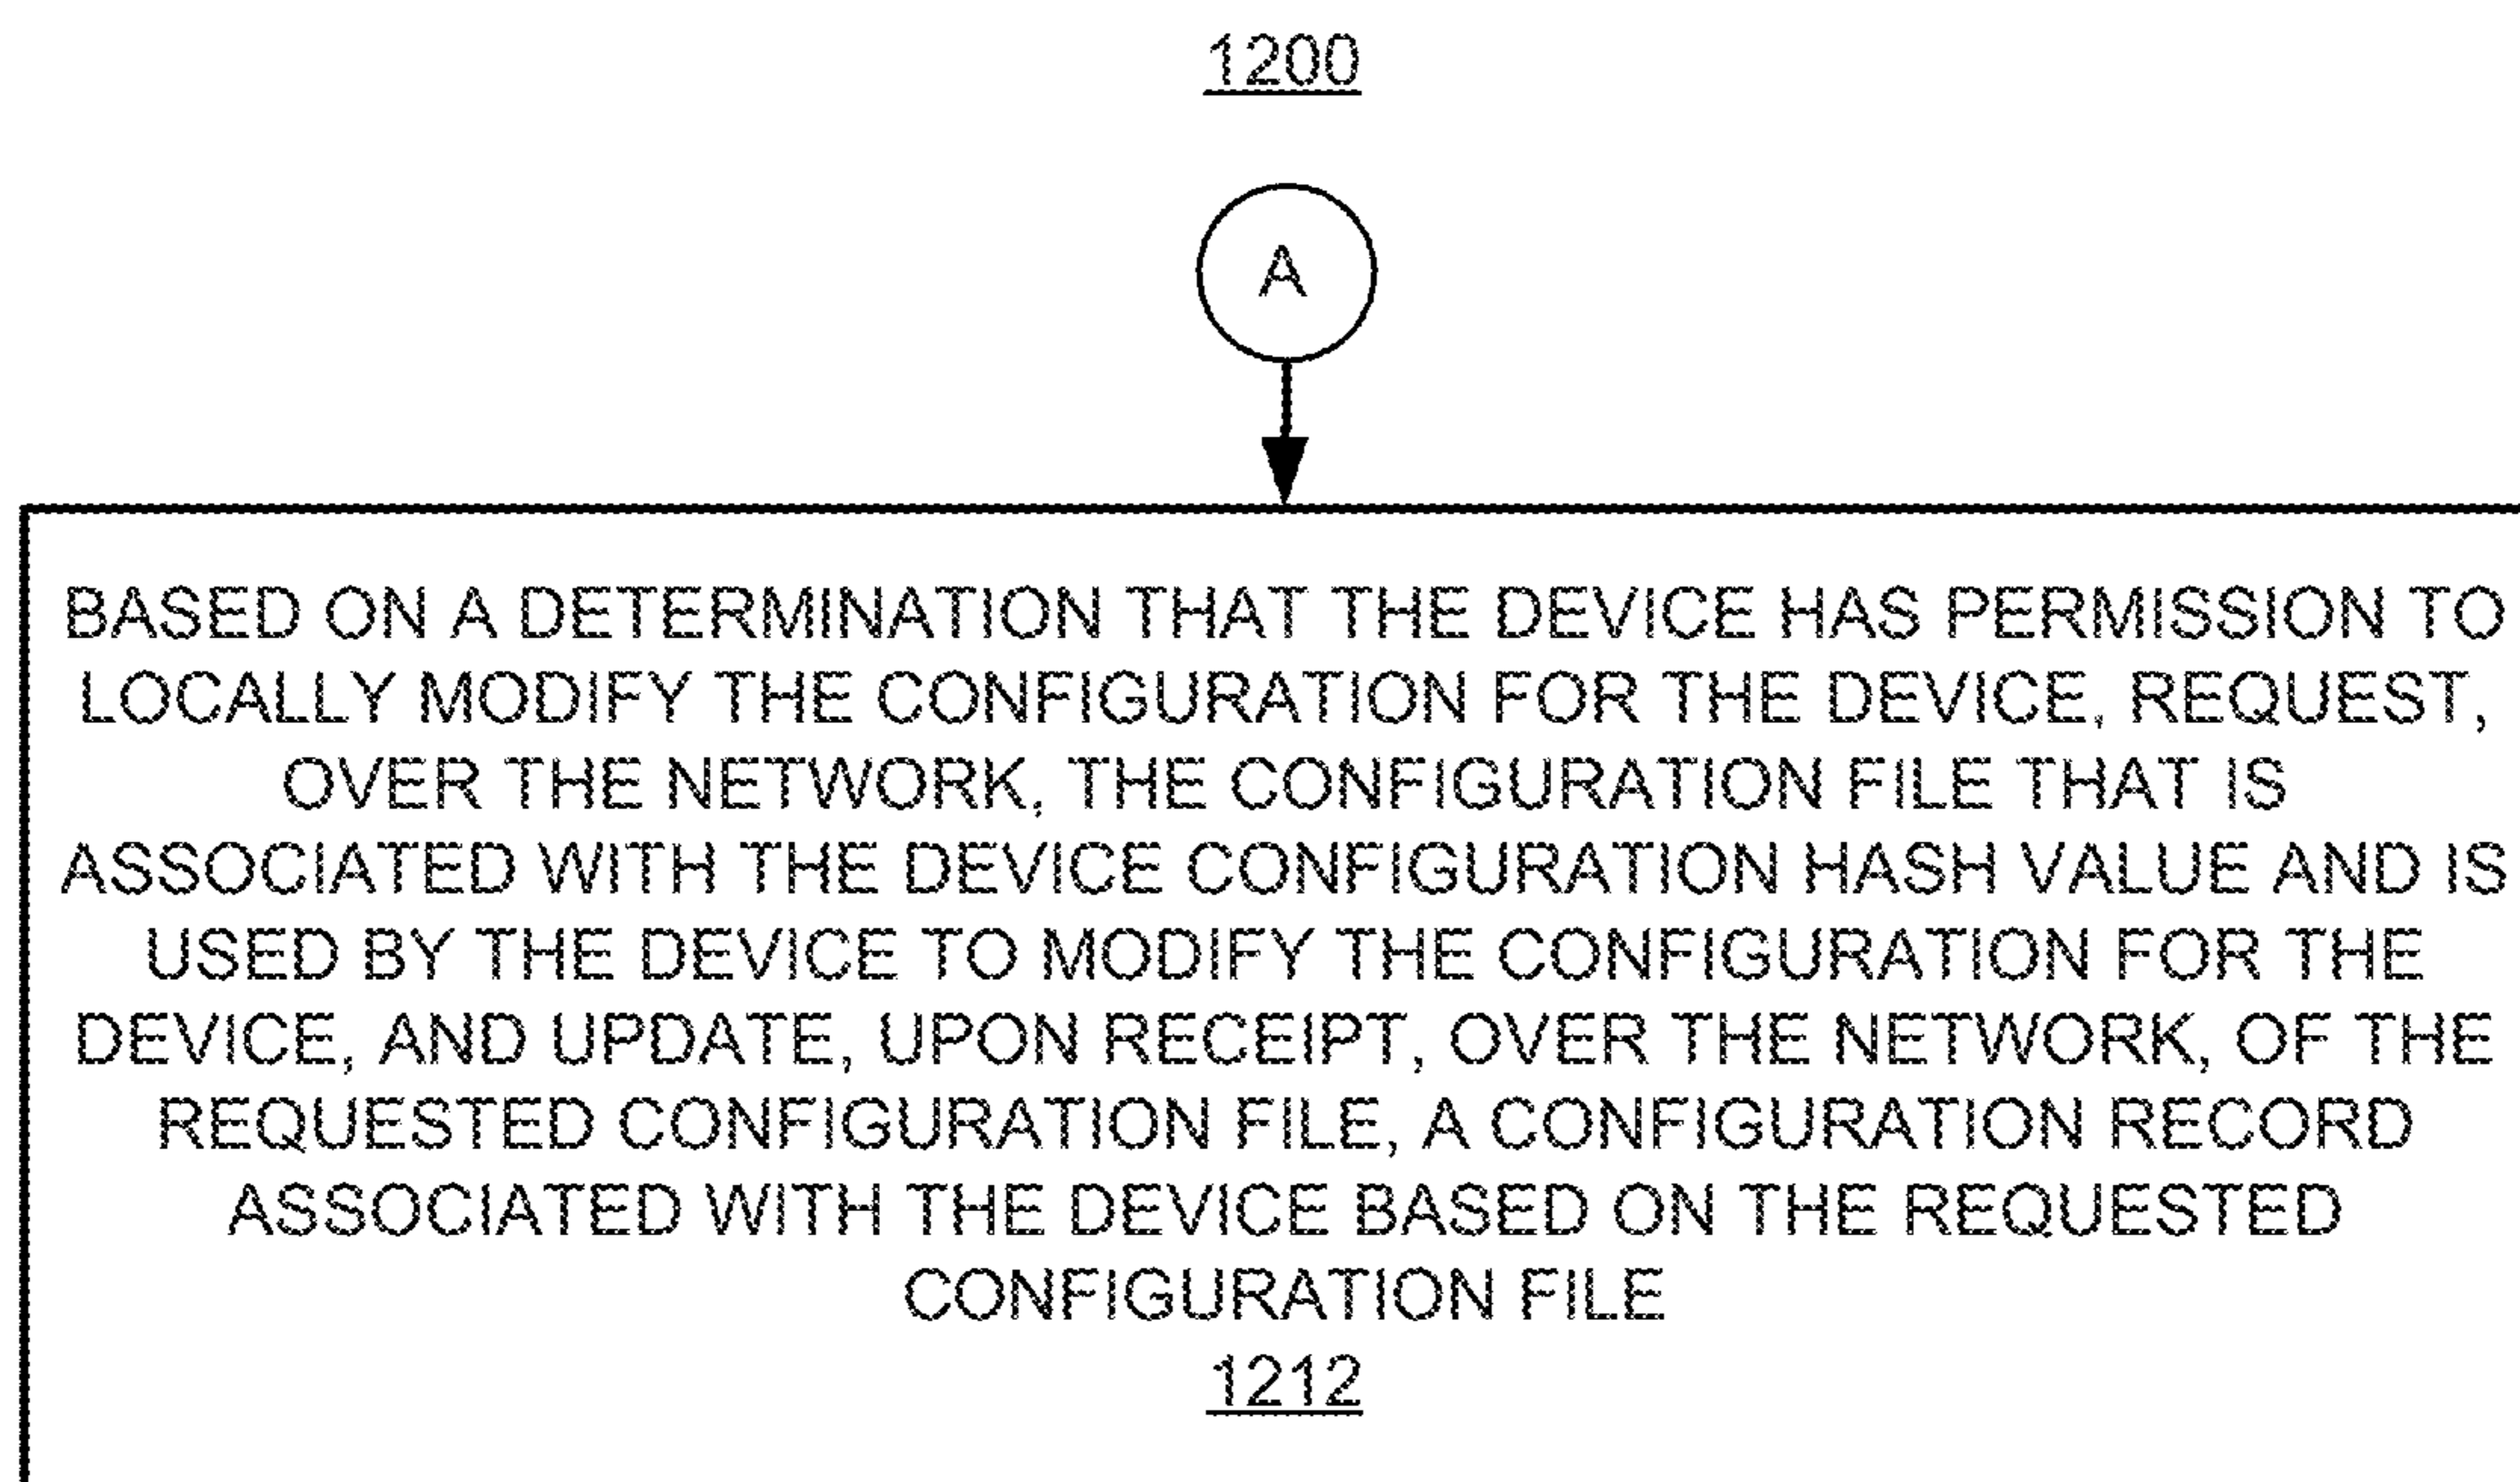 1200
A
BASED ON A DETERMINATION THAT THE DEVICE HAS PERMISSION TO
LOCALLY MODIFY THE CONFIGURATION FOR THE DEVICE, REQUEST,
OVER THE NETWORK, THE CONFIGURATION FILE THAT IS
ASSOCIATED WITH THE DEVICE CONFIGURATION HASH VALUE AND IS
USED BY THE DEVICE TO MODIFY THE CONFIGURATION FOR THE
DEVICE, AND UPDATE, UPON RECEIPT, OVER THE NETWORK, OF THE
REQUESTED CONFIGURATION FILE, A CONFIGURATION RECORD
ASSOCIATED WITH THE DEVICE BASED ON THE REQUESTED
CONFIGURATION FILE
1212